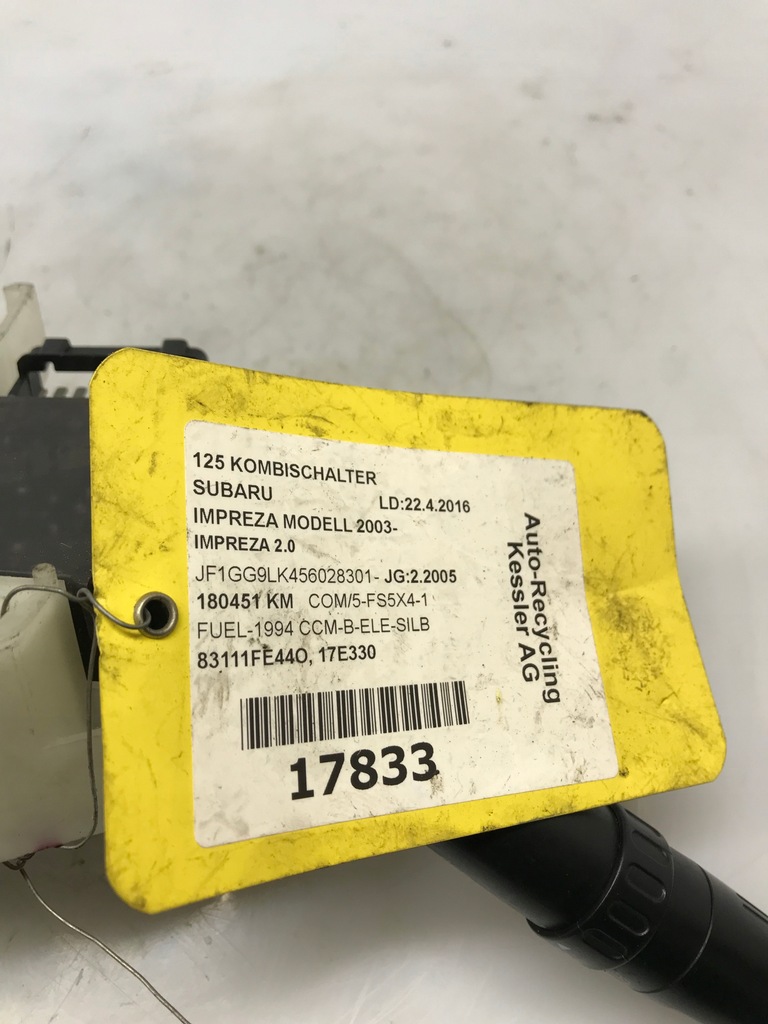 125 KOMBISCHALTER
SUBARU LD:22.4.2016
IMPREZA MODELL 2003-
IMPREZA 2.0
JF1GG9LK456028301- JG:2.2005
180451 KM COM/5-FS5X4-1
FUEL-1994 CCM-B-ELE-SILB
83111FE44O, 17E330
17833
Auto-Recycling
Kessler AG